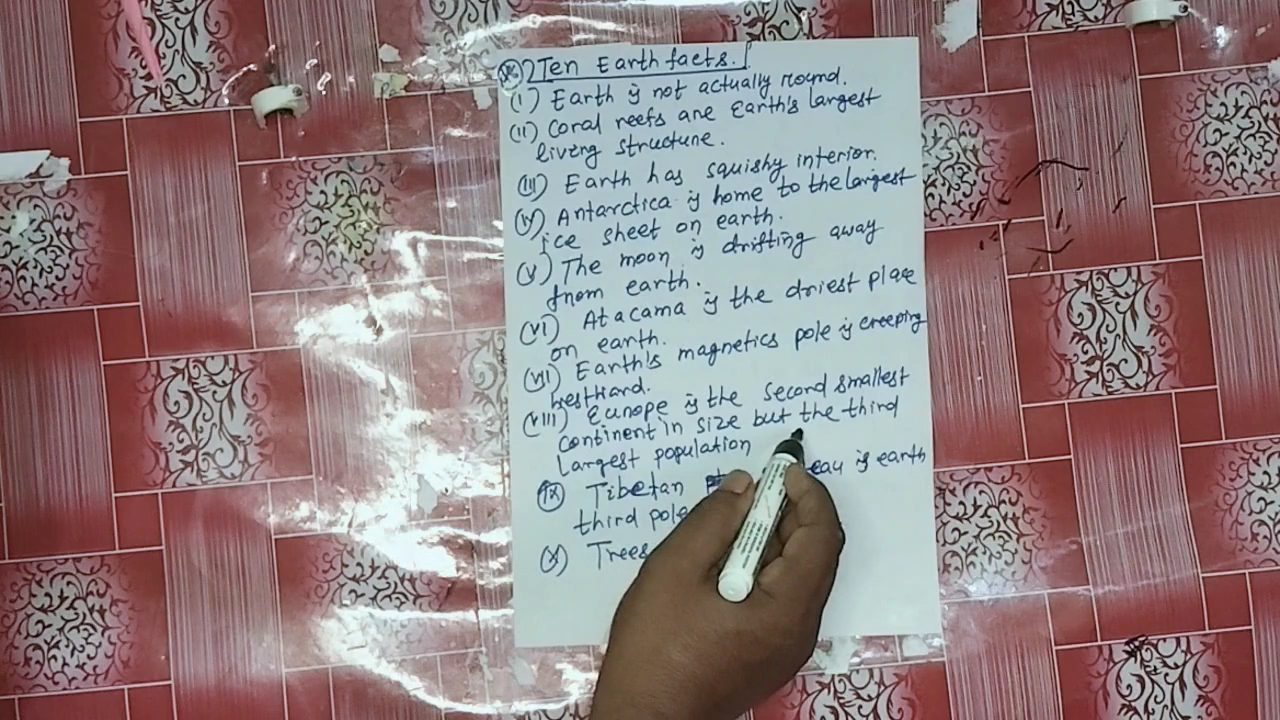 Ten Earth facts.
(I) Earth is not actually round.
(II) Coral reefs are Earth's largest
living structure.
(III) Earth has squishy interior.
(IV) Antarctica is home to the largest
ice sheet on earth.
(V) The moon is drifting away
from earth.
(VI) Atacama is the driest place
on earth.
(VII) Earth's magnetics pole is creeping
(VIII) Europe is the second smallest
continent in size but the third
largest population
(IX) Tibetan is earth
third pole
(X) Trees